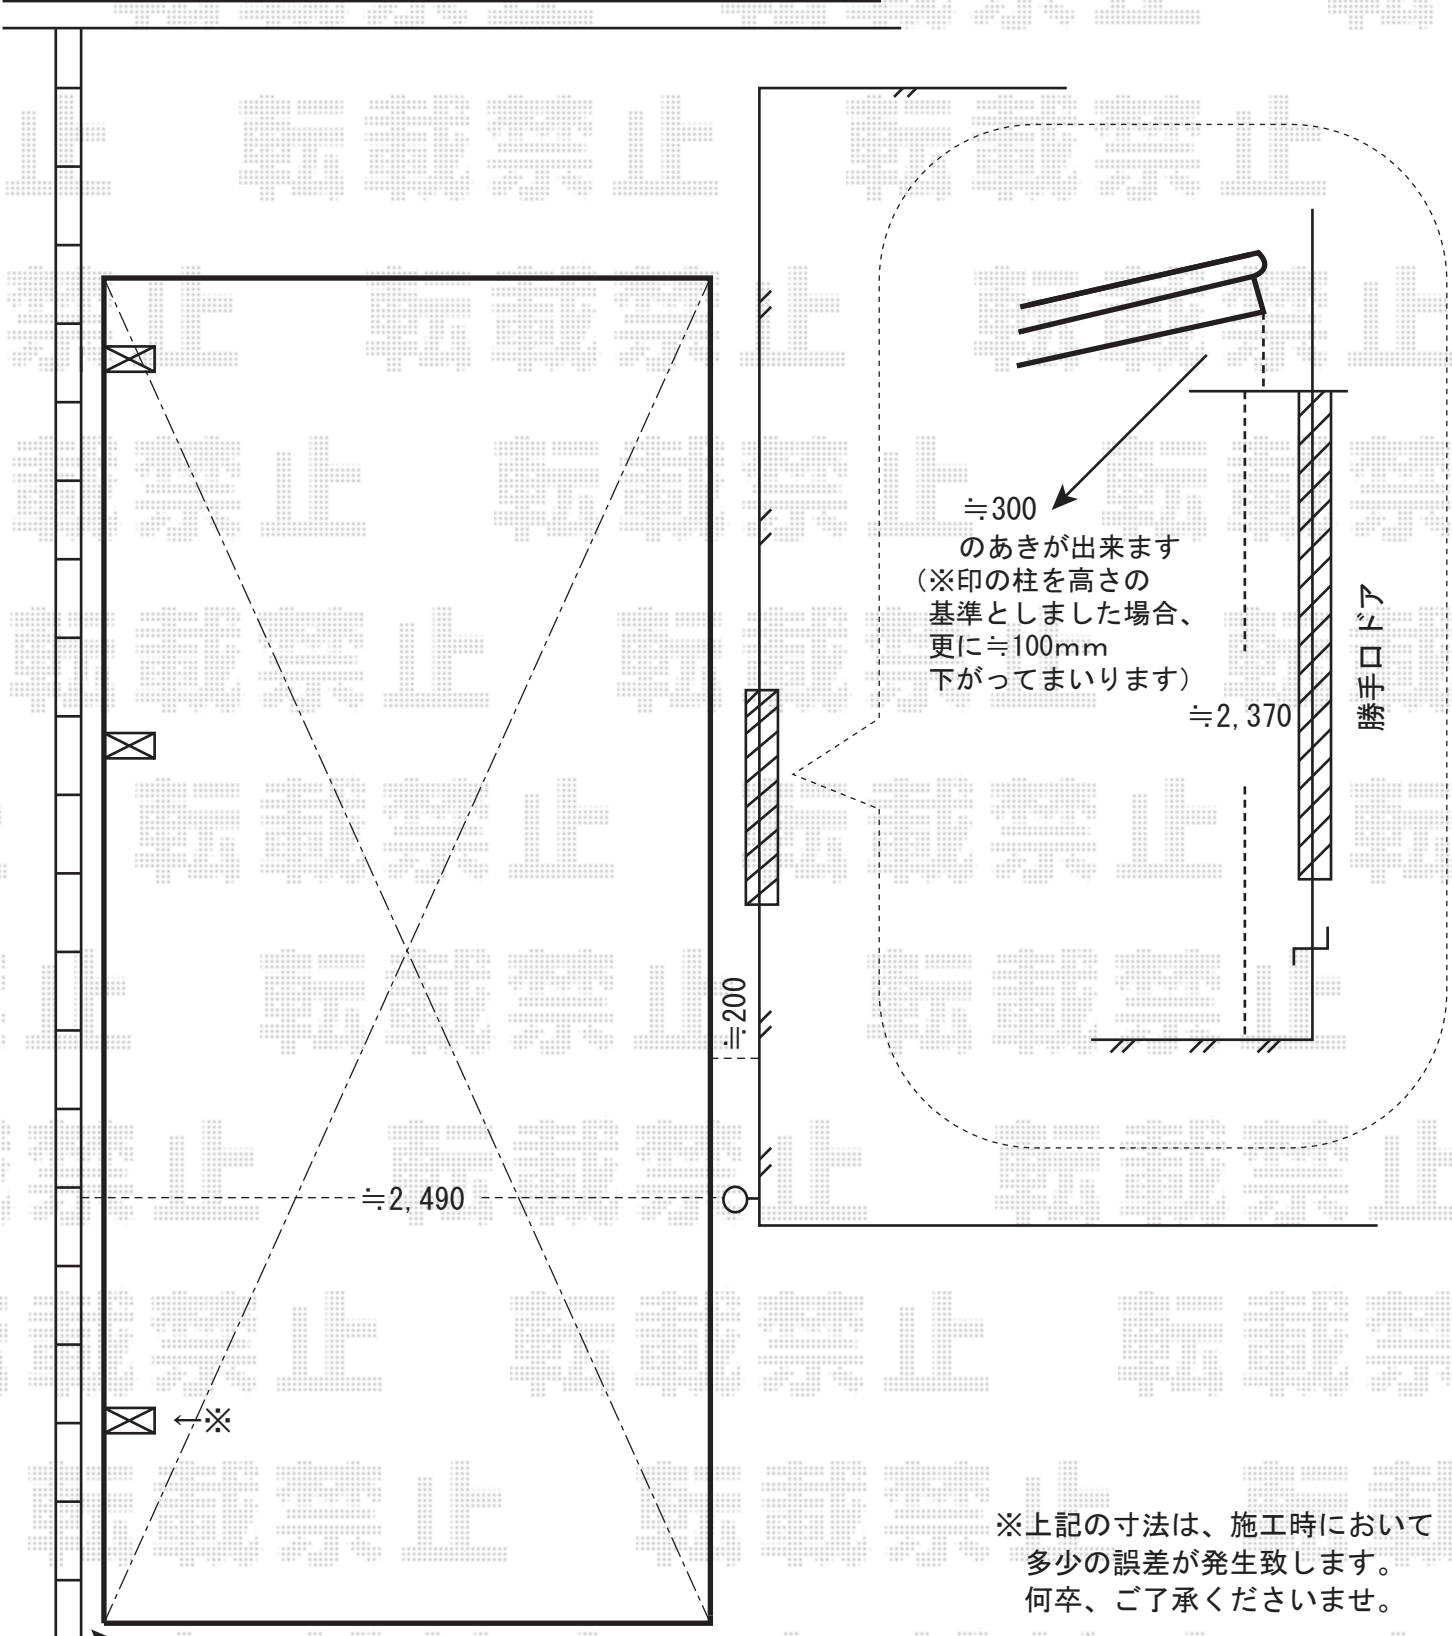 転載禁止
≒300
のあきが出来ます
(※印の柱を高さの
基準としました場合、
更に≒100mm
下がってまいります)
≒2,370
勝手口ドア
≒200
≒2,490
←※
※上記の寸法は、施工時において
多少の誤差が発生致します。
何卒、ご了承くださいませ。